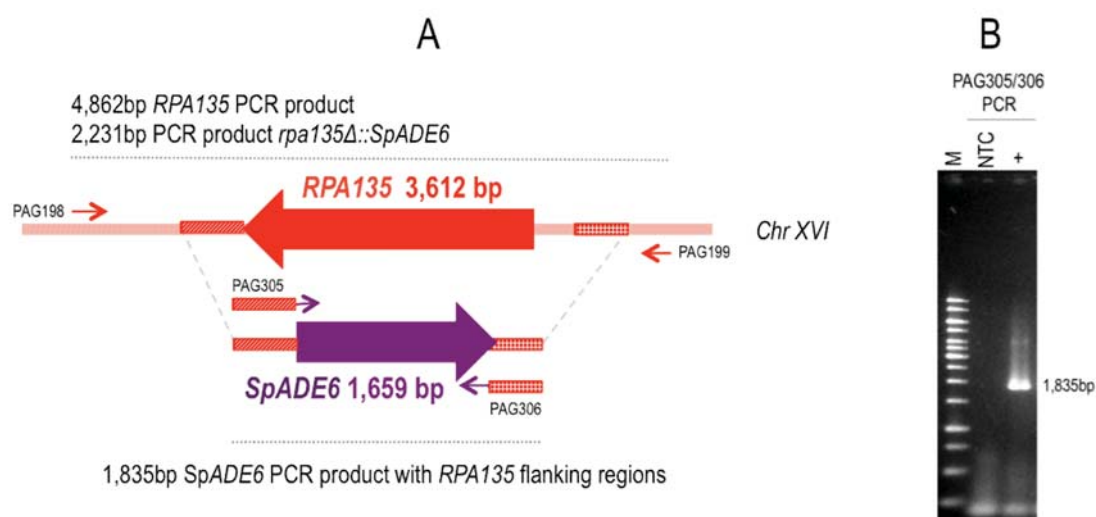 A
4,862bp RPA135 PCR product
2,231bp PCR product rpa135Δ::SpADE6
RPA135 3,612 bp
PAG198
Chr XVI
PAG199
PAG305
SpADE6 1,659 bp
PAG306
1,835bp SpADE6 PCR product with RPA135 flanking regions
B
PAG305/306
PCR
M
NTC
+
1,835bp